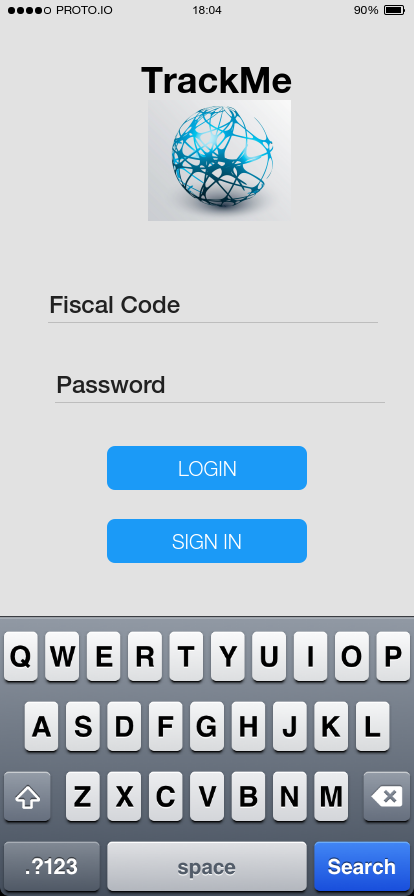 PROTO.IO 18:04 90%
TrackMe
Fiscal Code
Password
LOGIN
SIGN IN
Q W E R T Y U I O P
A S D F G H J K L
Z X C V B N M
.?123 space Search